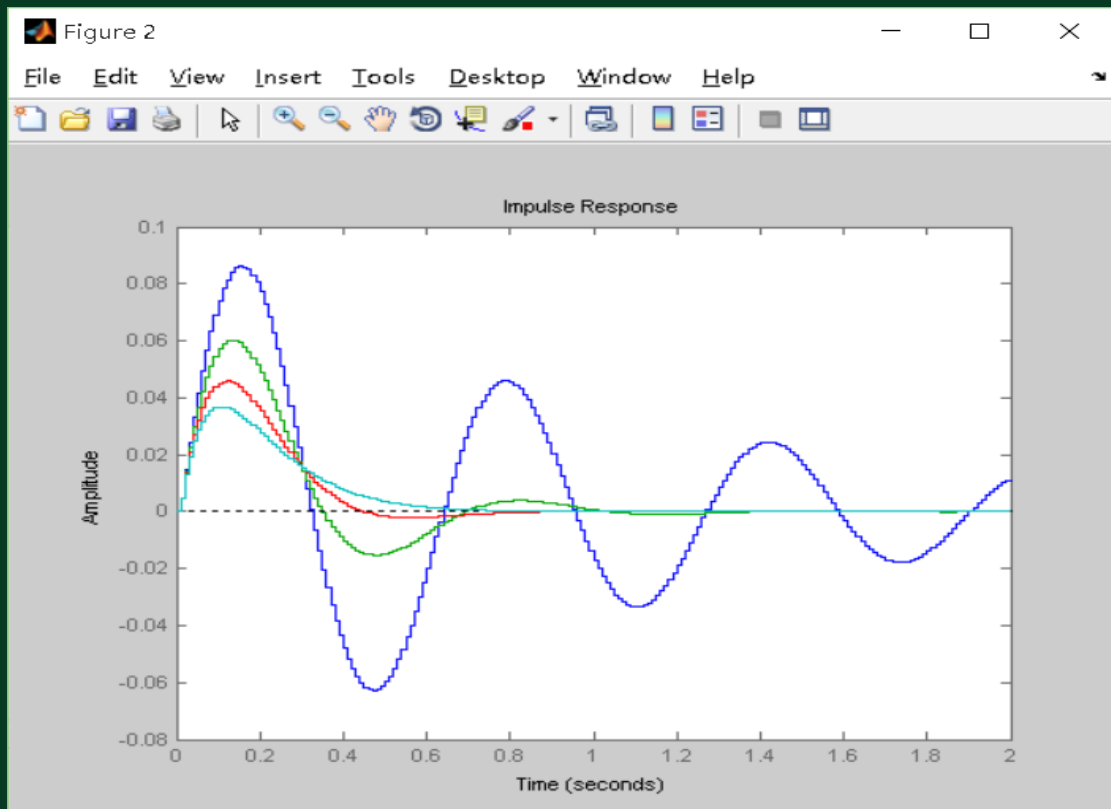 Figure 2
File Edit View Insert Tools Desktop Window Help
Impulse Response
0.1
0.08
0.06
0.04
0.02
0
-0.02
-0.04
-0.06
-0.08
Amplitude
0 0.2 0.4 0.6 0.8 1 1.2 1.4 1.6 1.8 2
Time (seconds)